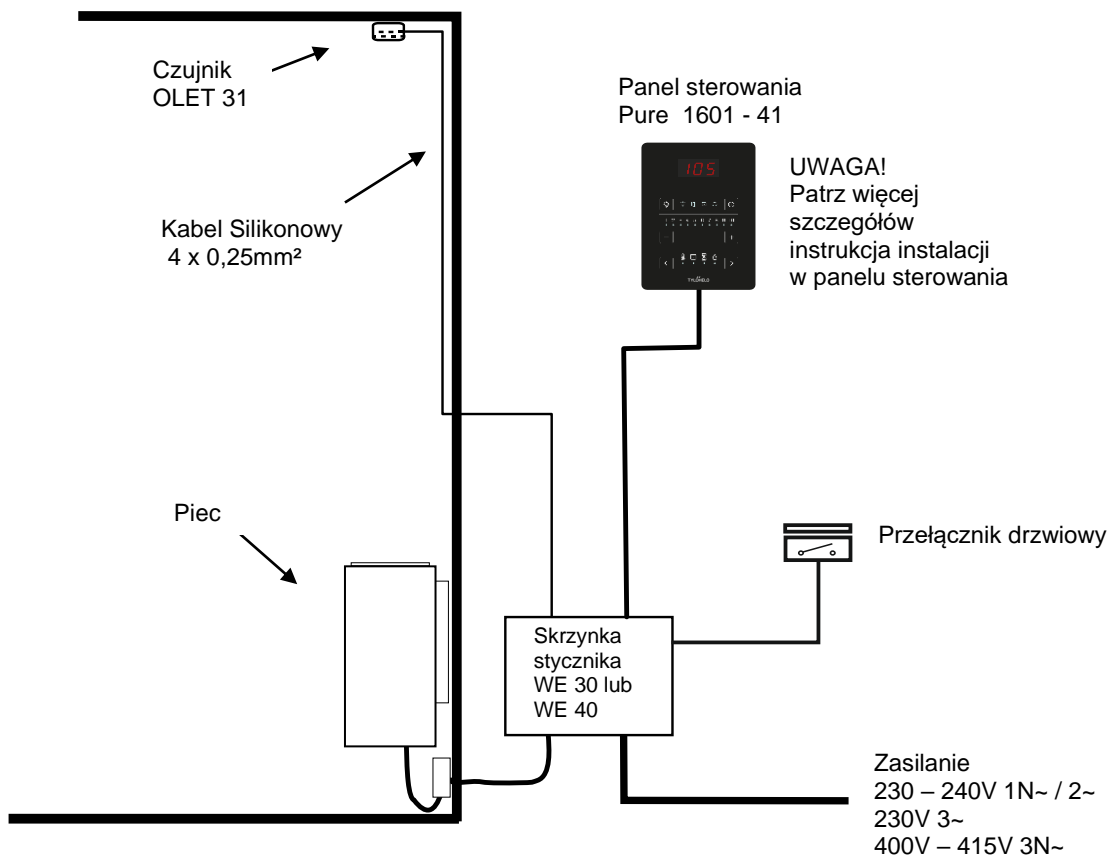 Czujnik
OLET 31
Kabel Silikonowy
4 x 0,25mm²
Piec
Panel sterowania
Pure 1601 - 41
105
TYLÖHELO
UWAGA!
Patrz więcej
szczegółów
instrukcja instalacji
w panelu sterowania
Przełącznik drzwiowy
Skrzynka
stycznika
WE 30 lub
WE 40
Zasilanie
230 – 240V 1N~ / 2~
230V 3~
400V – 415V 3N~